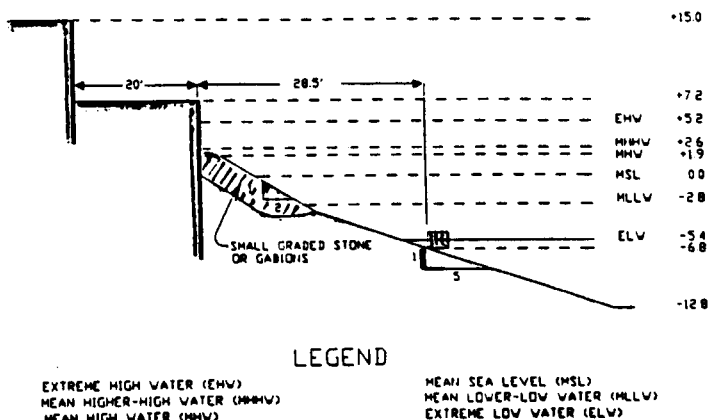 +15.0
20'
28.5'
+7.2
EHW +5.2
MHHW +2.6
MHW +1.9
MSL 0.0
MLLW -2.8
2
SMALL GRADED STONE
OR GABIONS
ELW -5.4
-6.8
1
5
-12.8
LEGEND
EXTREME HIGH WATER (EHW)
MEAN HIGHER-HIGH WATER (MHHW)
MEAN HIGH WATER (MHW)
MEAN SEA LEVEL (MSL)
MEAN LOWER-LOW WATER (MLLW)
EXTREME LOW WATER (ELW)